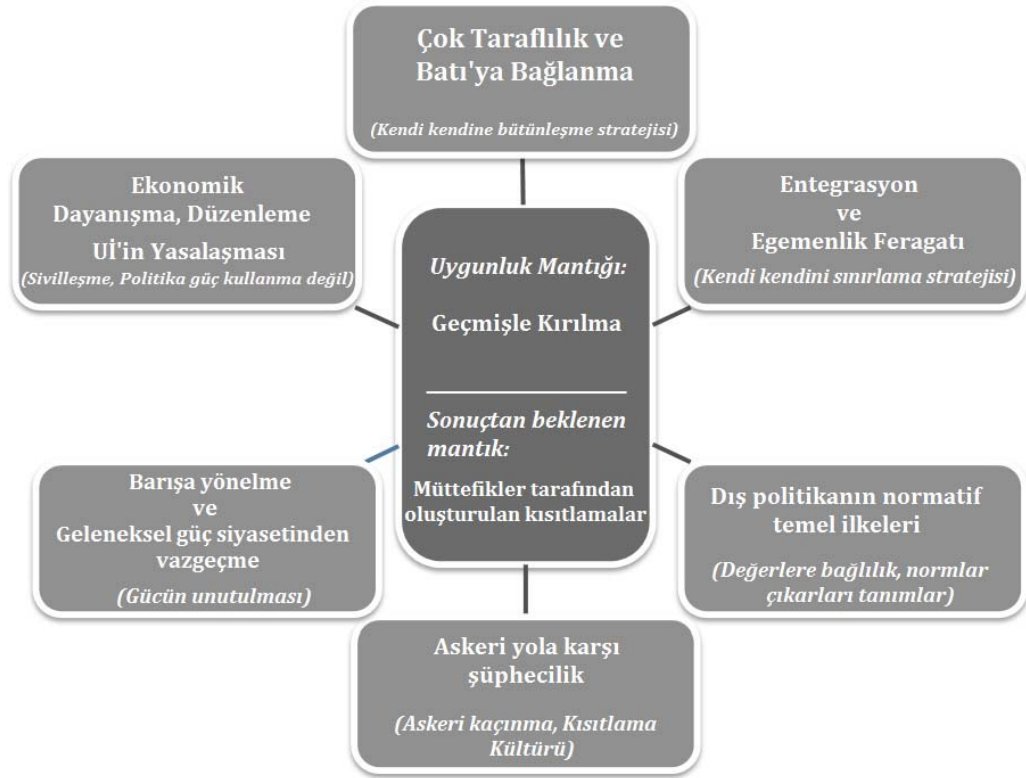 Çok Taraflılık ve
Batı'ya Bağlanma
(Kendi kendine bütünleşme stratejisi)
Ekonomik
Dayanışma, Düzenleme
Uİ'in Yasalaşması
(Sivilleşme, Politika güç kullanma değil)
Entegrasyon
ve
Egemenlik Feragatı
(Kendi kendini sınırlama stratejisi)
Uygunluk Mantığı:
Geçmişle Kırılma
Sonuçtan beklenen
mantık:
Müttefikler tarafından
oluşturulan kısıtlamalar
Barışa yönelme
ve
Geleneksel güç siyasetinden
vazgeçme
(Gücün unutulması)
Dış politikanın normatif
temel ilkeleri
(Değerlere bağlılık, normlar
çıkarları tanımlar)
Askeri yola karşı
şüphecilik
(Askeri kaçınma, Kısıtlama
Kültürü)